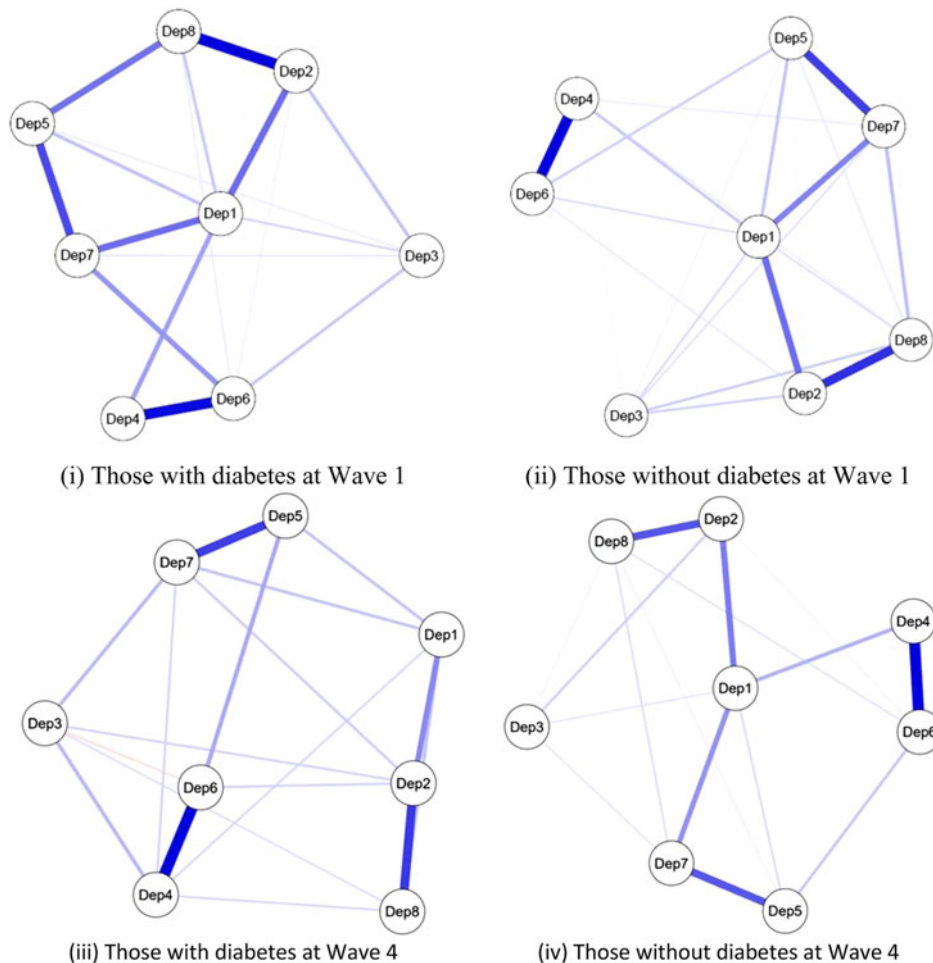 Dep8
Dep2
Dep5
Dep1
Dep7
Dep3
Dep6
Dep4
(i) Those with diabetes at Wave 1
Dep5
Dep4
Dep7
Dep6
Dep1
Dep8
Dep2
Dep3
(ii) Those without diabetes at Wave 1
Dep5
Dep7
Dep1
Dep3
Dep2
Dep6
Dep4
Dep8
(iii) Those with diabetes at Wave 4
Dep2
Dep8
Dep4
Dep1
Dep3
Dep6
Dep7
Dep5
(iv) Those without diabetes at Wave 4